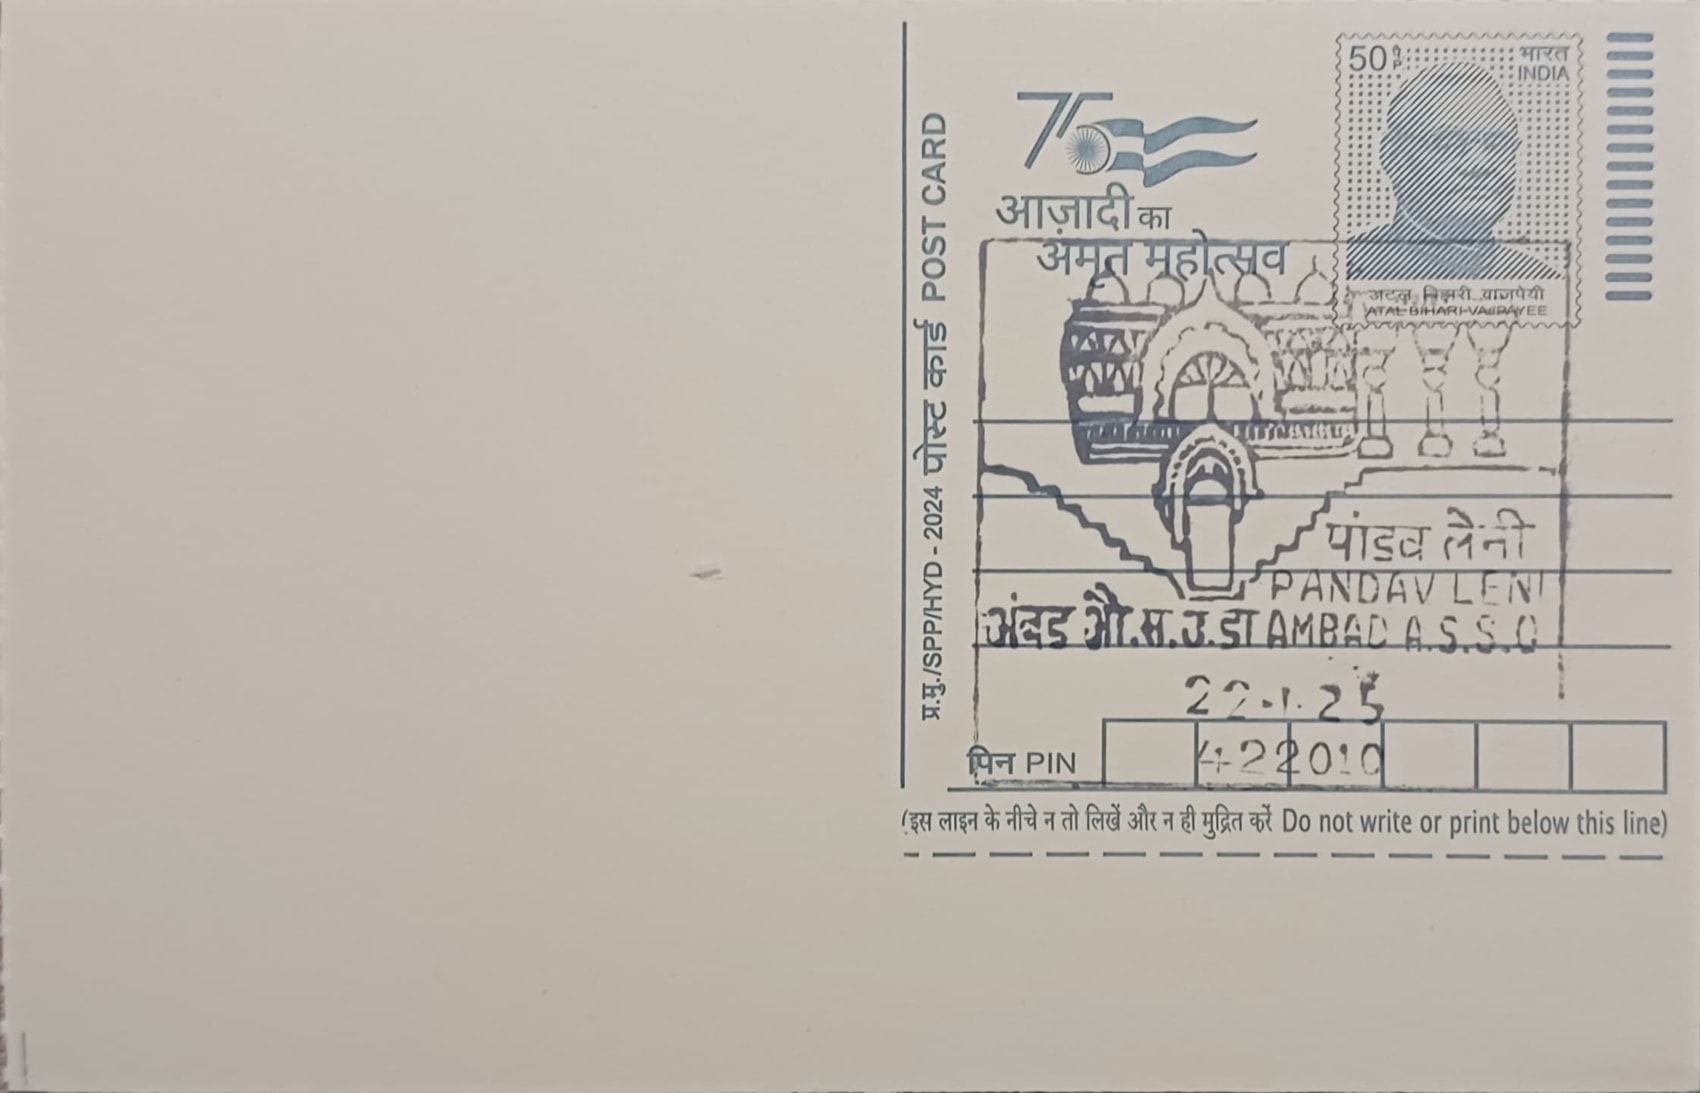 प्र.मु./SPP/HYD - 2024 पोस्ट कार्ड POST CARD
75
आज़ादी का
अमृत महोत्सव
50 प P
भारत
INDIA
अटल बिहारी वाजपेयी
ATAL BIHARI VAJPAYEE
पांडव लेनी
PANDAV LENI
अंबड औ.स.उ.डा AMBAD A.S.S.O
22.1.25
422010
पिन PIN
(इस लाइन के नीचे न तो लिखें और न ही मुद्रित करें Do not write or print below this line)